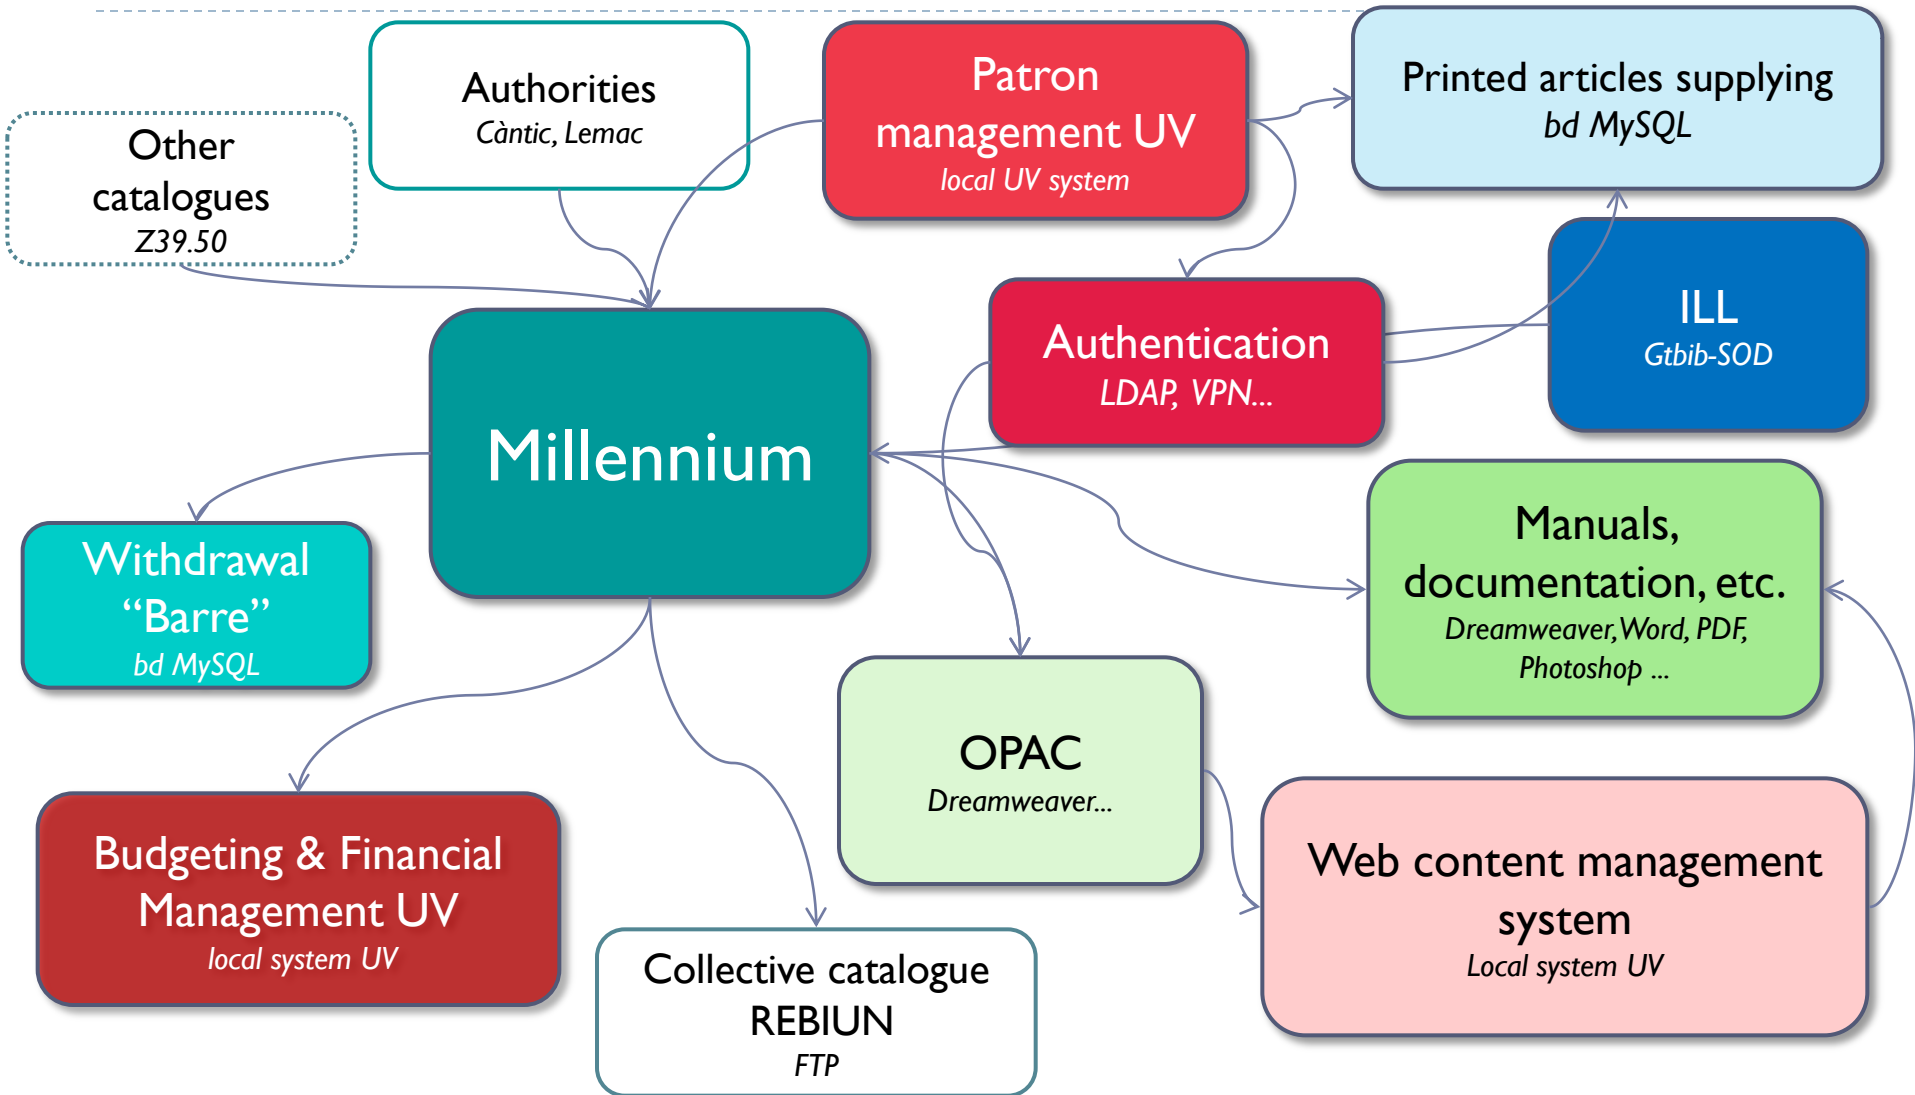 Authorities
Càntic, Lemac
Patron
management UV
local UV system
Printed articles supplying
bd MySQL
Other
catalogues
Z39.50
ILL
Gtbib-SOD
Authentication
LDAP, VPN...
Millennium
Manuals,
documentation, etc.
Dreamweaver, Word, PDF,
Photoshop ...
Withdrawal
“Barre”
bd MySQL
OPAC
Dreamweaver...
Budgeting & Financial
Management UV
local system UV
Web content management
system
Local system UV
Collective catalogue
REBIUN
FTP